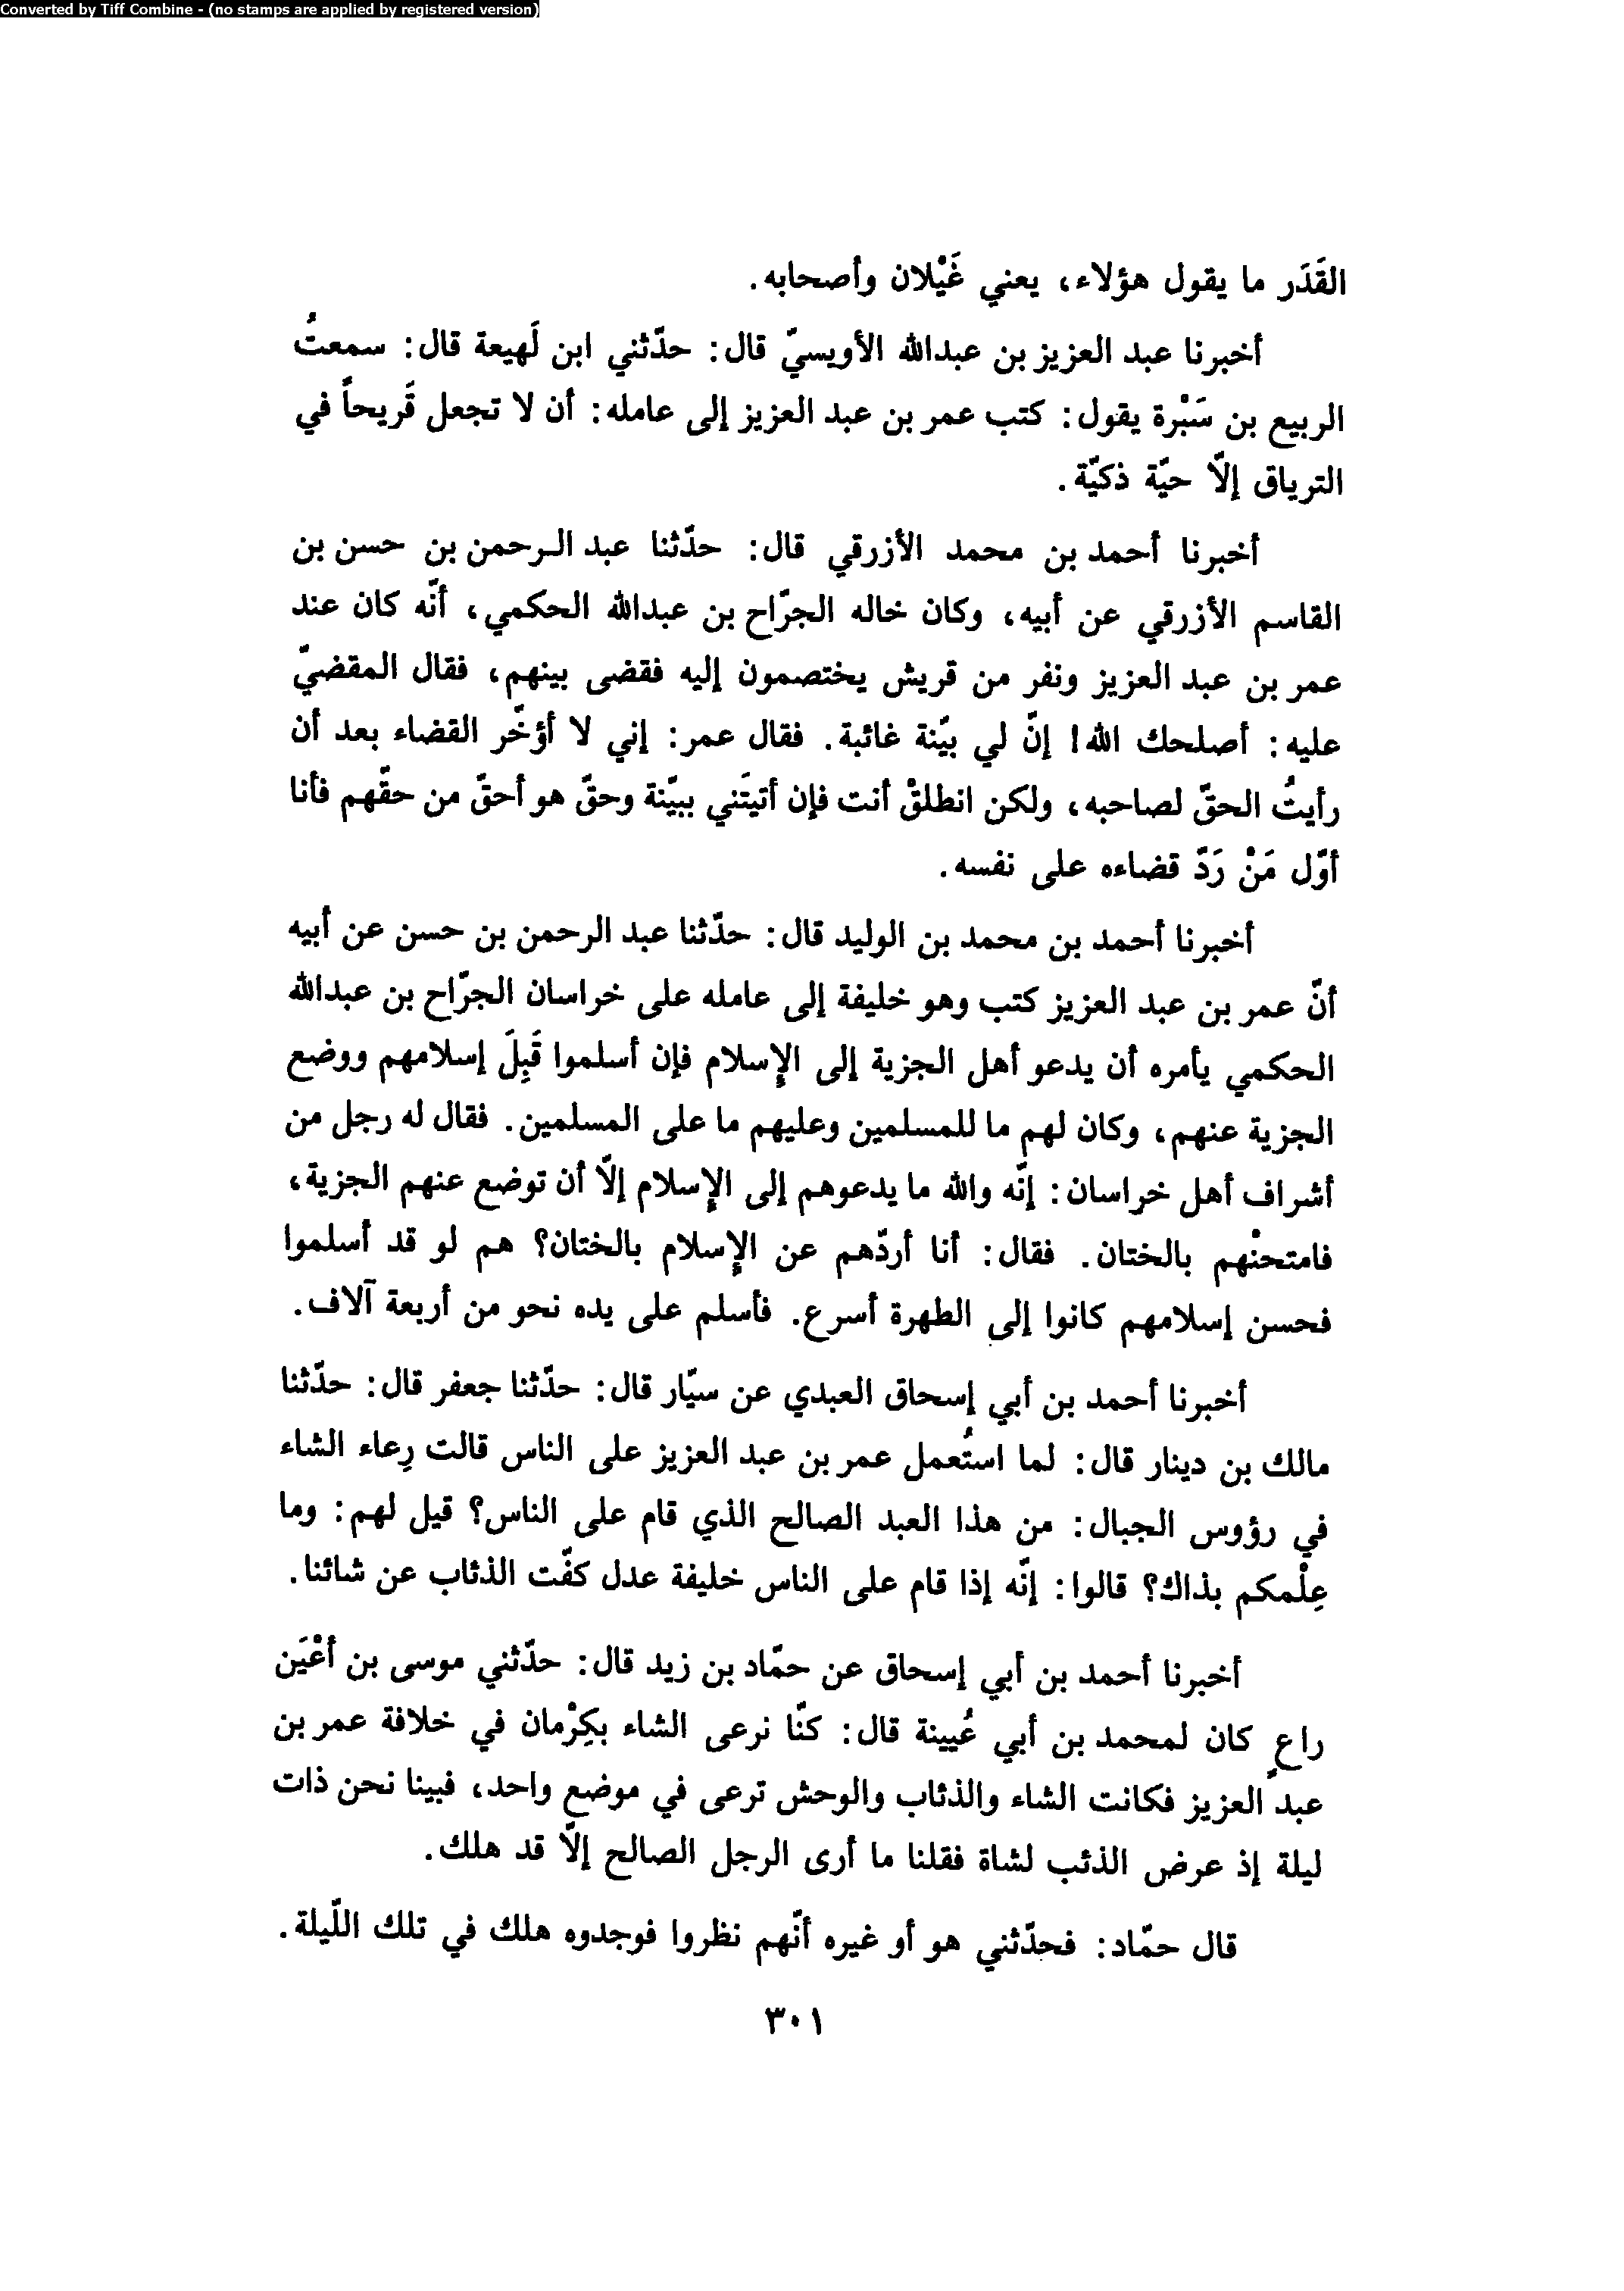 Converted by Tiff Combine - (no stamps are applied by registered version)
القَدَر ما يقول هؤلاء، يعني غَيْلان وأصحابه.
أخبرنا عبد العزيز بن عبدالله الأويسيّ قال: حدّثني ابن لَهيعة قال: سمعتُ
الربيع بن سَبْرة يقول: كتب عمر بن عبد العزيز إلى عامله: أن لا تجعل قَريحاً في
الترياق إلّا حيّة ذكيّة.
أخبرنا أحمد بن محمد الأزرقي قال: حدّثنا عبد الرحمن بن حسن بن
القاسم الأزرقي عن أبيه، وكان خاله الجرّاح بن عبدالله الحكمي، أنّه كان عند
عمر بن عبد العزيز ونفر من قريش يختصمون إليه فقضى بينهم، فقال المقضيّ
عليه: أصلحك الله! إنّ لي بيّنة غائبة. فقال عمر: إني لا أؤخّر القضاء بعد أن
رأيتُ الحقّ لصاحبه، ولكن انطلقْ أنت فإن أتيتَني ببيّنة وحقّ هو أحقّ من حقّهم فأنا
أوّل مَنْ رَدّ قضاءه على نفسه.
أخبرنا أحمد بن محمد بن الوليد قال: حدّثنا عبد الرحمن بن حسن عن أبيه
أنّ عمر بن عبد العزيز كتب وهو خليفة إلى عامله على خراسان الجرّاح بن عبدالله
الحكمي يأمره أن يدعو أهل الجزية إلى الإسلام فإن أسلموا قَبِلَ إسلامهم ووضع
الجزية عنهم، وكان لهم ما للمسلمين وعليهم ما على المسلمين. فقال له رجل من
أشراف أهل خراسان: إنّه والله ما يدعوهم إلى الإسلام إلّا أن توضع عنهم الجزية،
فامتحنْهم بالختان. فقال: أنا أردّهم عن الإسلام بالختان؟ هم لو قد أسلموا
فحسن إسلامهم كانوا إلى الطهرة أسرع. فأسلم على يده نحو من أربعة آلاف.
أخبرنا أحمد بن أبي إسحاق العبدي عن سيّار قال: حدّثنا جعفر قال: حدّثنا
مالك بن دينار قال: لما استُعمل عمر بن عبد العزيز على الناس قالت رِعاء الشاء
في رؤوس الجبال: من هذا العبد الصالح الذي قام على الناس؟ قيل لهم: وما
عِلْمكم بذاك؟ قالوا: إنّه إذا قام على الناس خليفة عدل كفّت الذئاب عن شائنا.
أخبرنا أحمد بن أبي إسحاق عن حمّاد بن زيد قال: حدّثني موسى بن أعْيَن
راعٍ كان لمحمد بن أبي عُيينة قال: كنّا نرعى الشاء بكِرْمان في خلافة عمر بن
عبد العزيز فكانت الشاء والذئاب والوحش ترعى في موضع واحد، فبينا نحن ذات
ليلة إذ عرض الذئب لشاة فقلنا ما أرى الرجل الصالح إلّا قد هلك.
قال حمّاد: فحدّثني هو أو غيره أنّهم نظروا فوجدوه هلك في تلك اللّيلة.
٣٠١